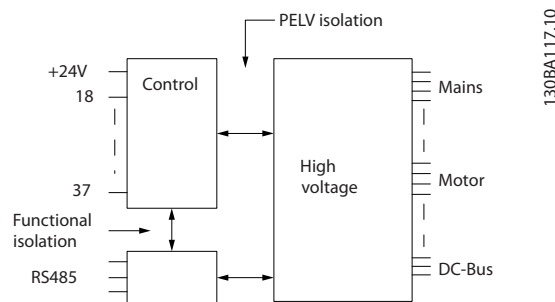 PELV isolation
+24V
Control
18
Mains
High
voltage
37
Motor
Functional
isolation
RS485
DC-Bus
130BA117.10